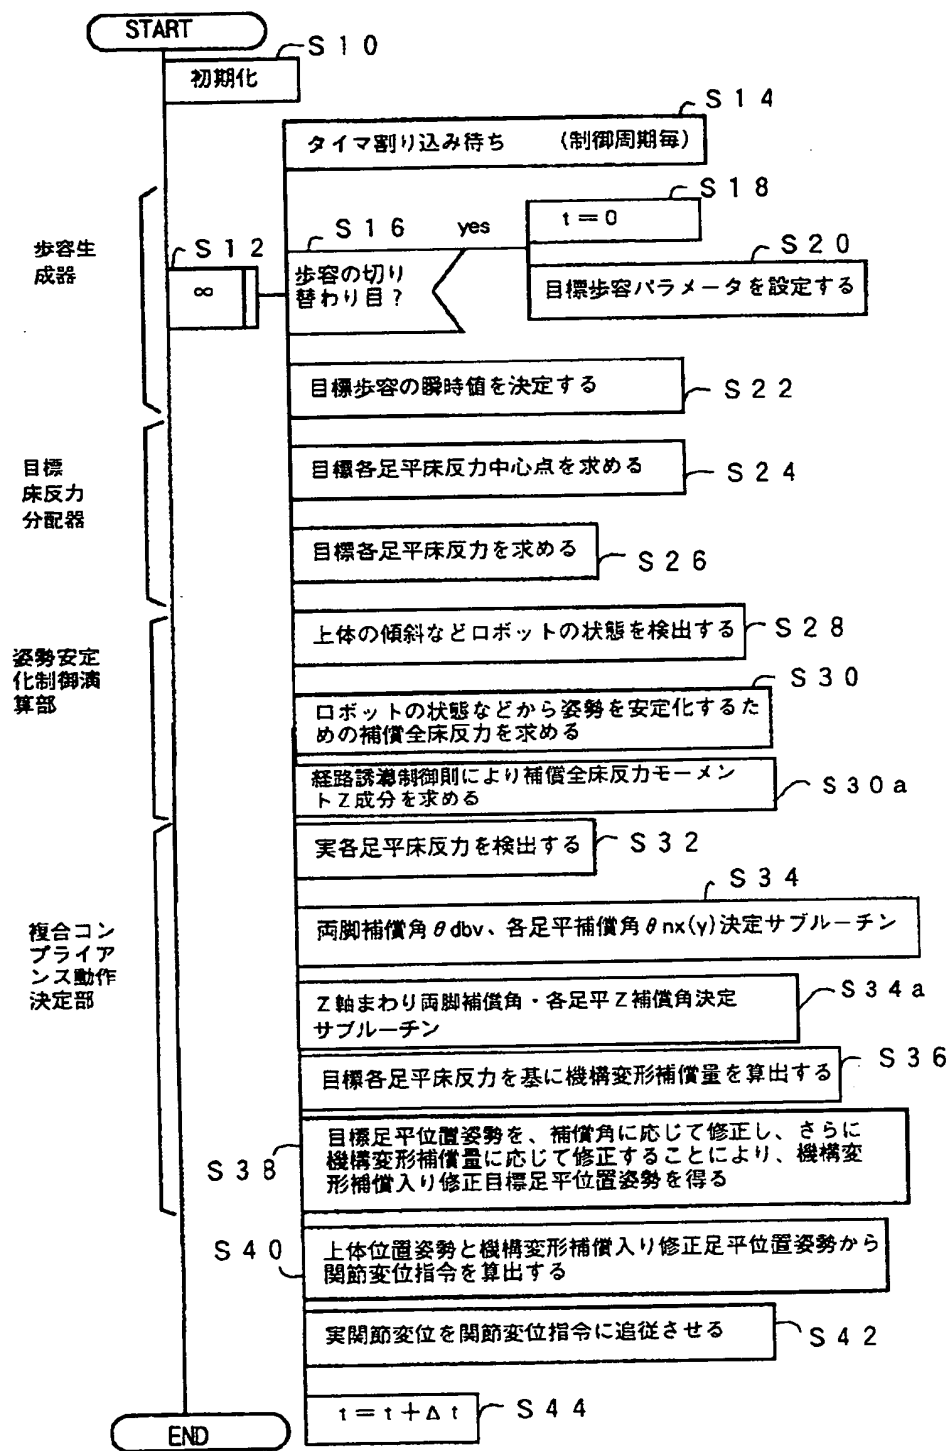 START
S10
初期化
S14
タイマ割り込み待ち (制御周期毎)
S18
t=0
S16
yes
歩容生
成器
S12
∞
歩容の切り
替わり目?
S20
目標歩容パラメータを設定する
目標歩容の瞬時値を決定する
S22
目標
床反力
分配器
目標各足平床反力中心点を求める
S24
目標各足平床反力を求める
S26
上体の傾斜などロボットの状態を検出する
S28
姿勢安定
化制御演
算部
S30
ロボットの状態などから姿勢を安定化するた
めの補償全床反力を求める
経路誘導制御則により補償全床反力モーメン
トZ成分を求める
S30a
実各足平床反力を検出する
S32
S34
両脚補償角θdbv、各足平補償角θnx(y)決定サブルーチン
複合コン
プライア
ンス動作
決定部
Z軸まわり両脚補償角・各足平Z補償角決定
サブルーチン
S34a
目標各足平床反力を基に機構変形補償量を算出する
S36
目標足平位置姿勢を、補償角に応じて修正し、さらに
機構変形補償量に応じて修正することにより、機構変
形補償入り修正目標足平位置姿勢を得る
S38
S40
上体位置姿勢と機構変形補償入り修正足平位置姿勢から
関節変位指令を算出する
実関節変位を関節変位指令に追従させる
S42
t=t+Δt
S44
END